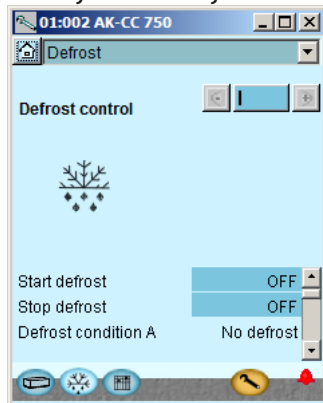 01:002 AK-CC 750
Defrost
Defrost control
Start defrost OFF
Stop defrost OFF
Defrost condition A No defrost